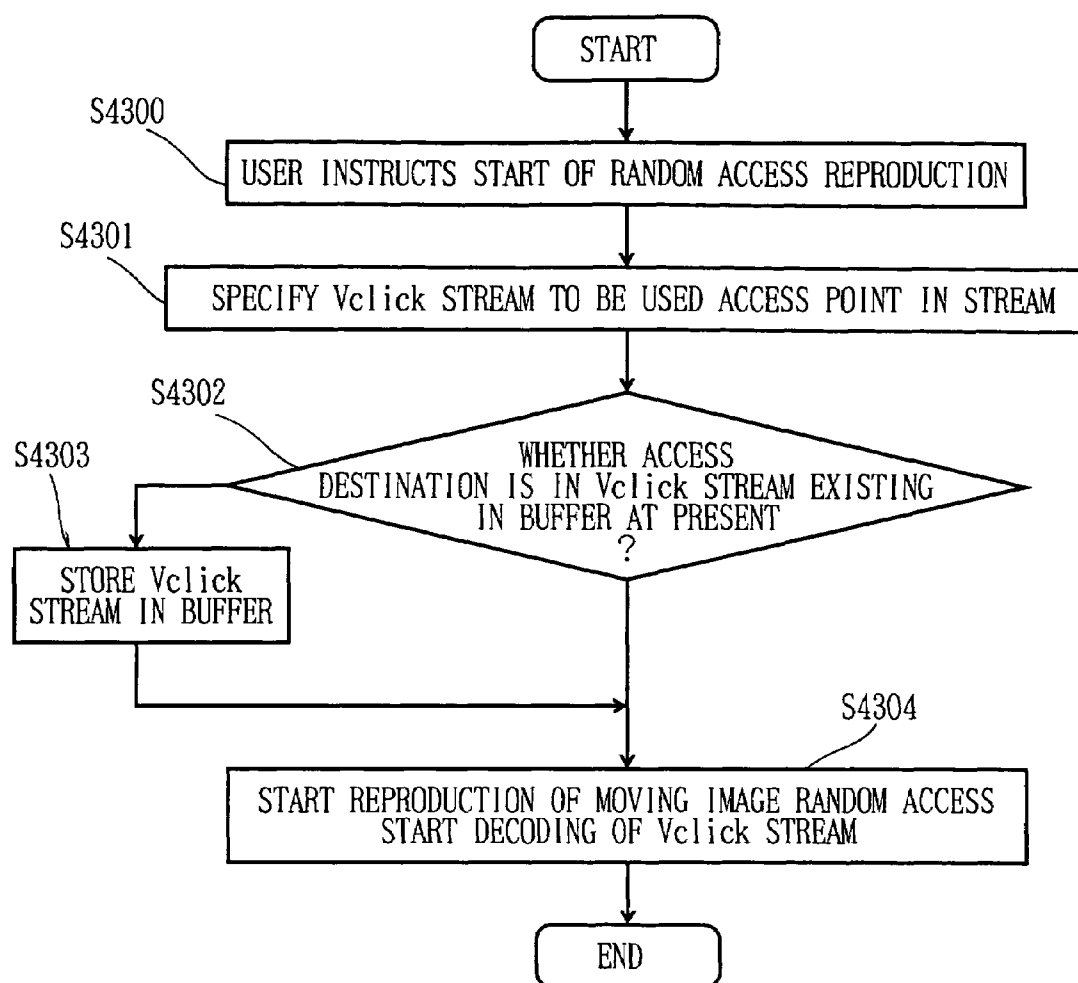 START
S4300
USER INSTRUCTS START OF RANDOM ACCESS REPRODUCTION
S4301
SPECIFY Vclick STREAM TO BE USED ACCESS POINT IN STREAM
S4302
WHETHER ACCESS
DESTINATION IS IN Vclick STREAM EXISTING
IN BUFFER AT PRESENT
?
S4303
STORE Vclick
STREAM IN BUFFER
S4304
START REPRODUCTION OF MOVING IMAGE RANDOM ACCESS
START DECODING OF Vclick STREAM
END